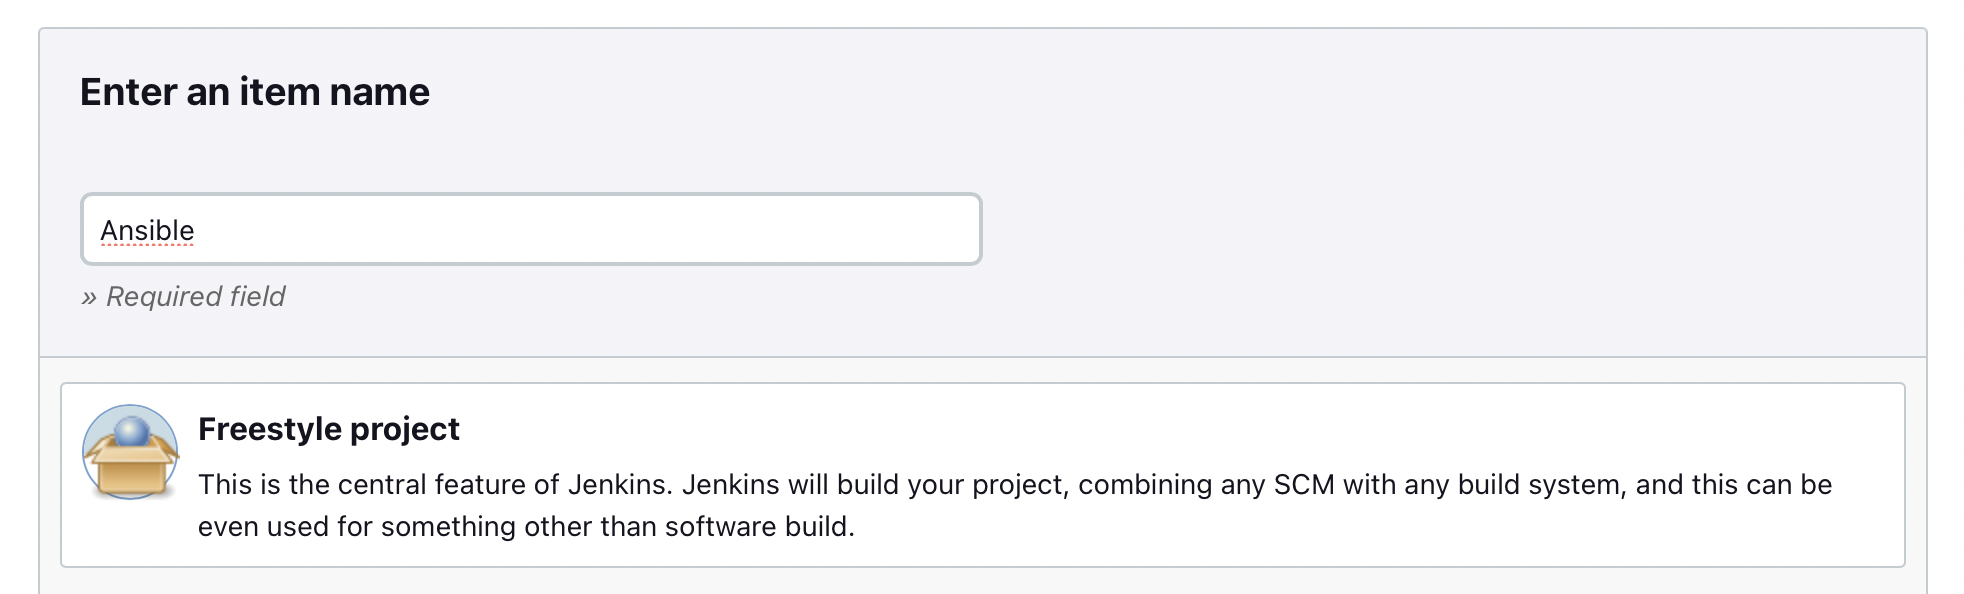 Enter an item name
Ansible
» Required field
Freestyle project
This is the central feature of Jenkins. Jenkins will build your project, combining any SCM with any build system, and this can be
even used for something other than software build.